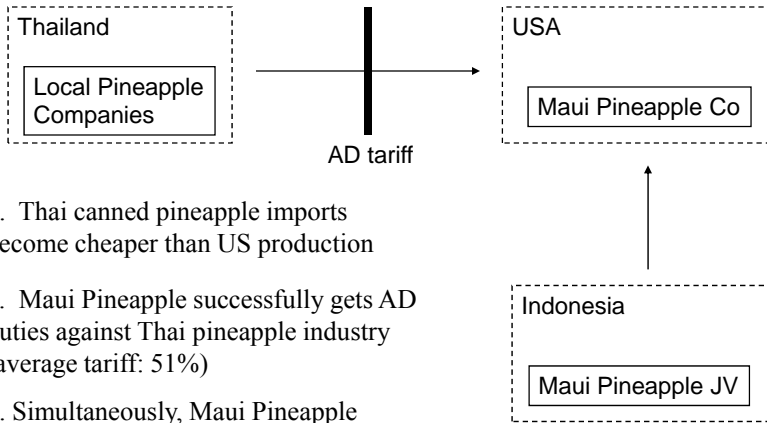 Thailand
Local Pineapple
Companies
AD tariff
USA
Maui Pineapple Co
. Thai canned pineapple imports
ecome cheaper than US production
. Maui Pineapple successfully gets AD
uties against Thai pineapple industry
average tariff: 51%)
. Simultaneously, Maui Pineapple
Indonesia
Maui Pineapple JV